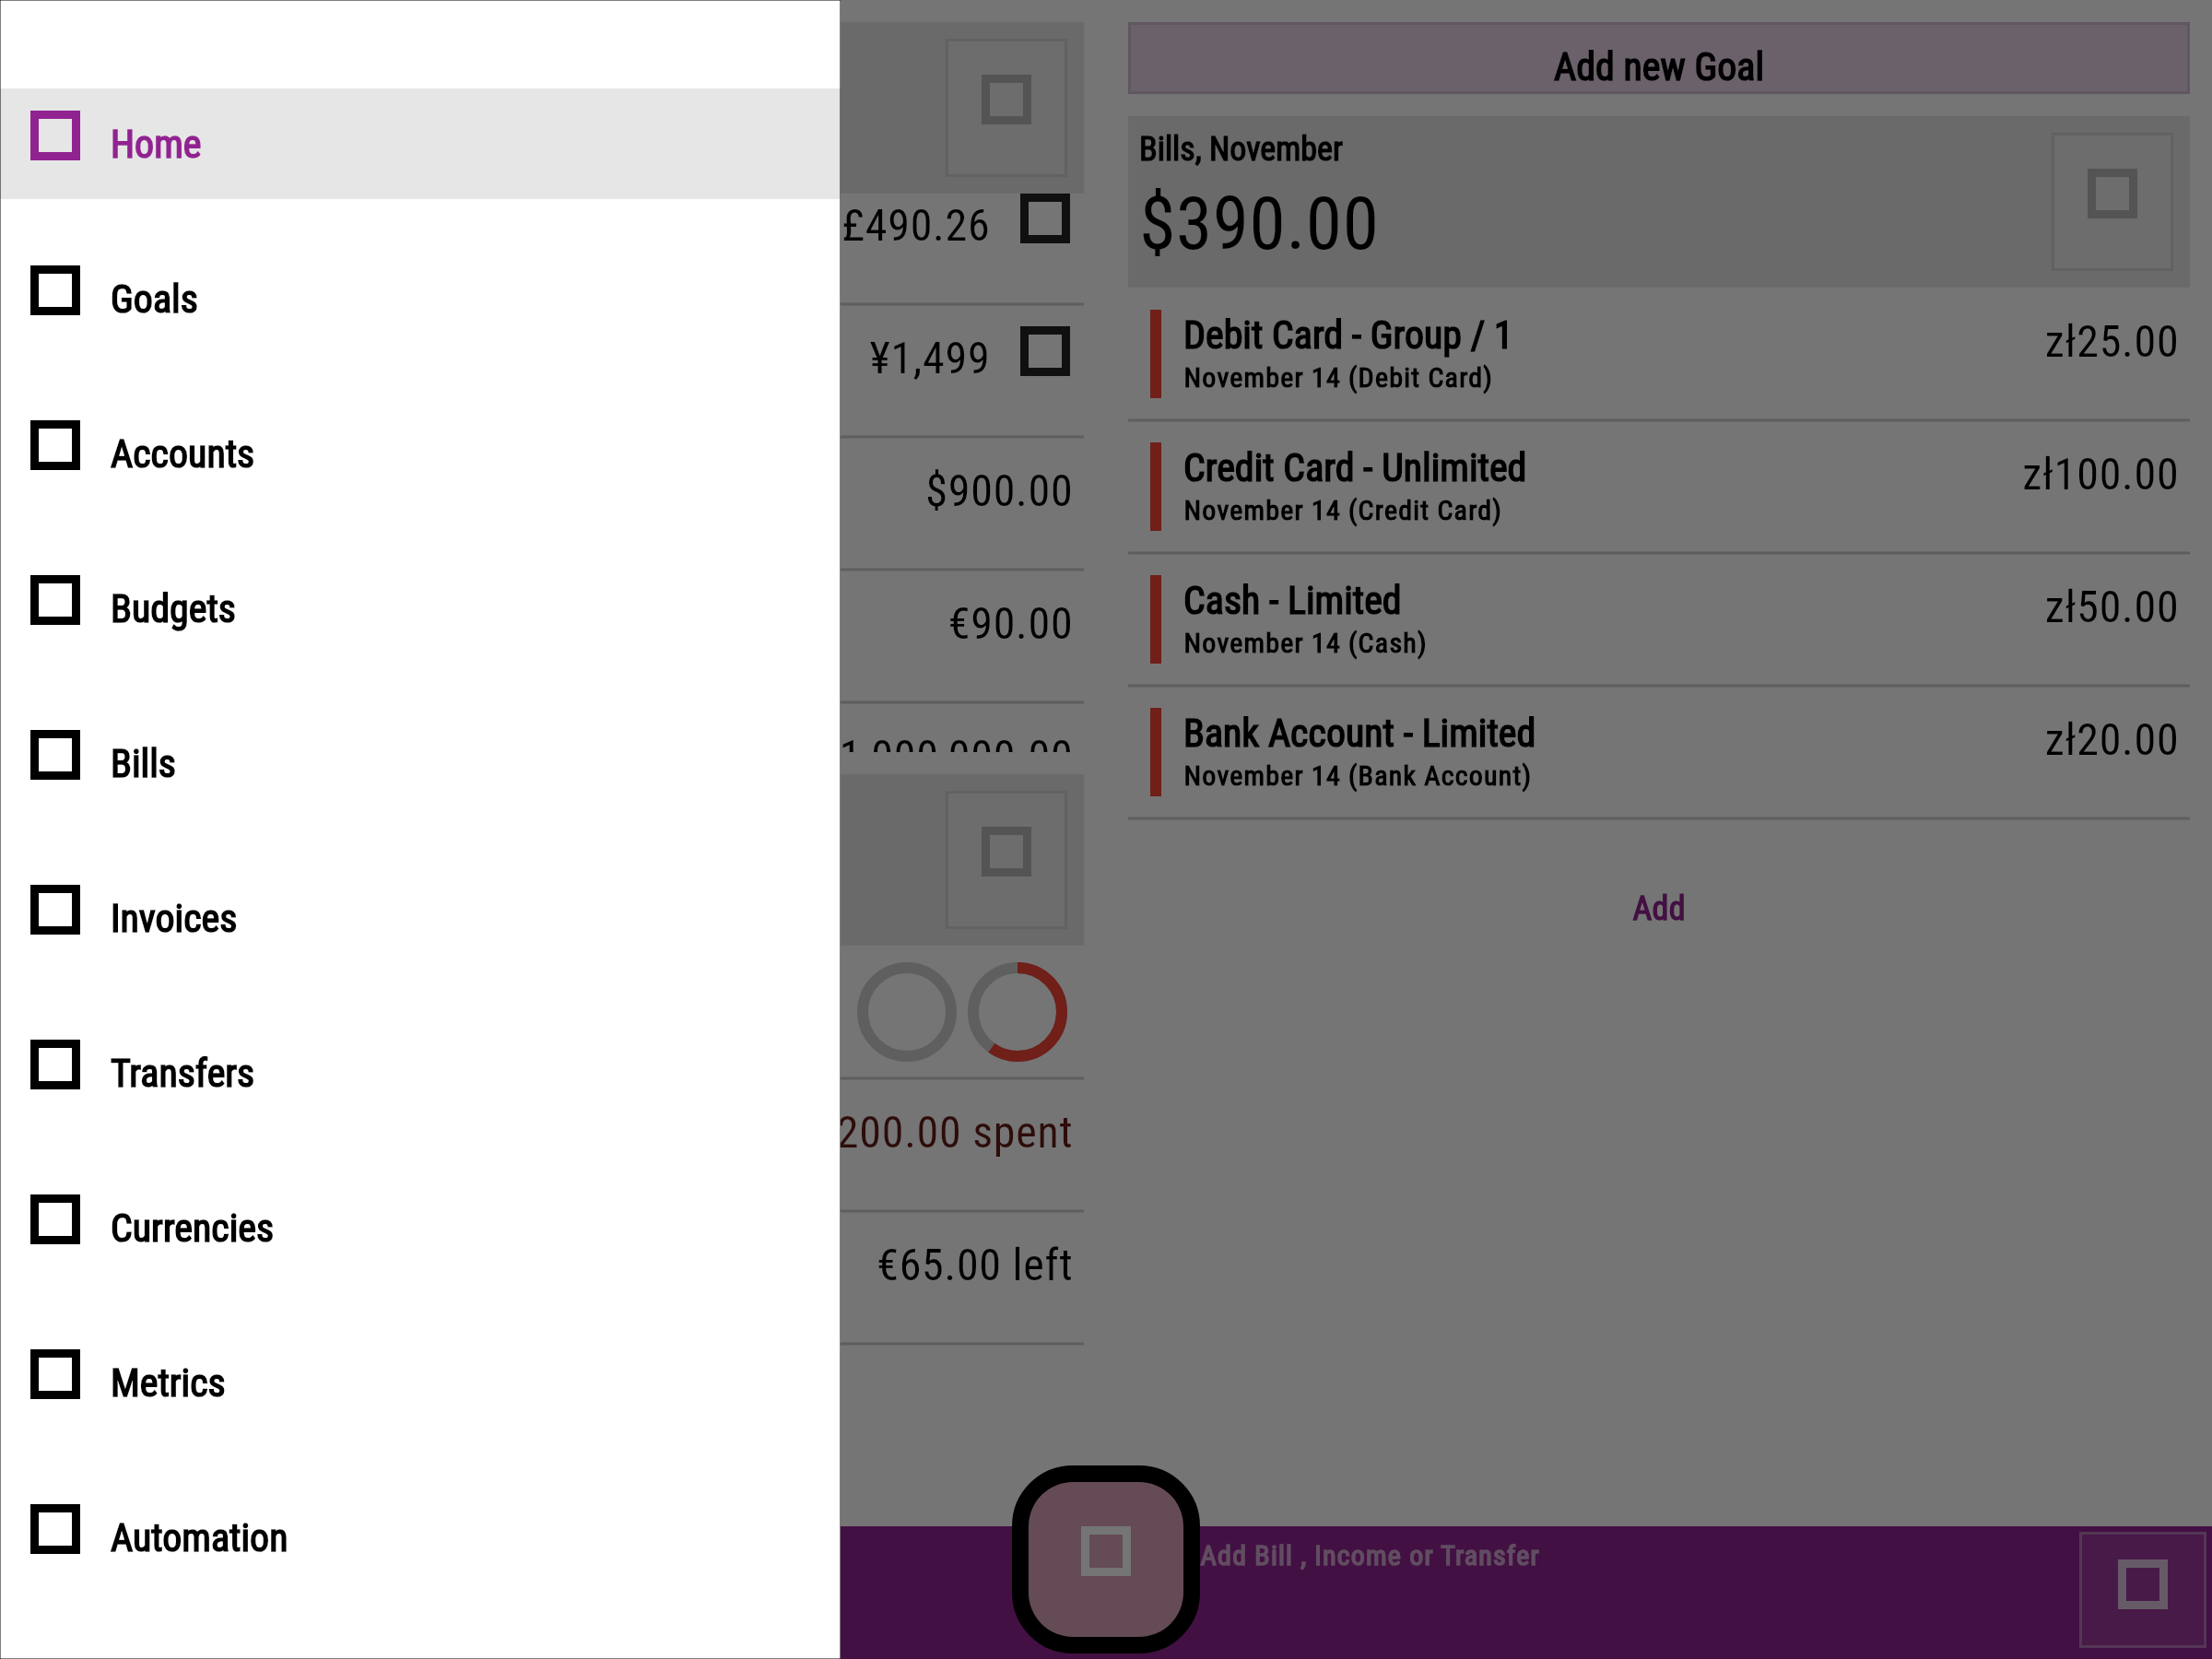 Home
Goals
Accounts
Budgets
Bills
Invoices
Transfers
Currencies
Metrics
Automation
£490.26
¥1,499
$900.00
€90.00
200.00 spent
€65.00 left
Add new Goal
Bills, November
$390.00
Debit Card - Group / 1
zł25.00
November 14 (Debit Card)
Credit Card - Unlimited
zł100.00
November 14 (Credit Card)
Cash - Limited
zł50.00
November 14 (Cash)
Bank Account - Limited
zł20.00
November 14 (Bank Account)
Add
Add Bill , Income or Transfer